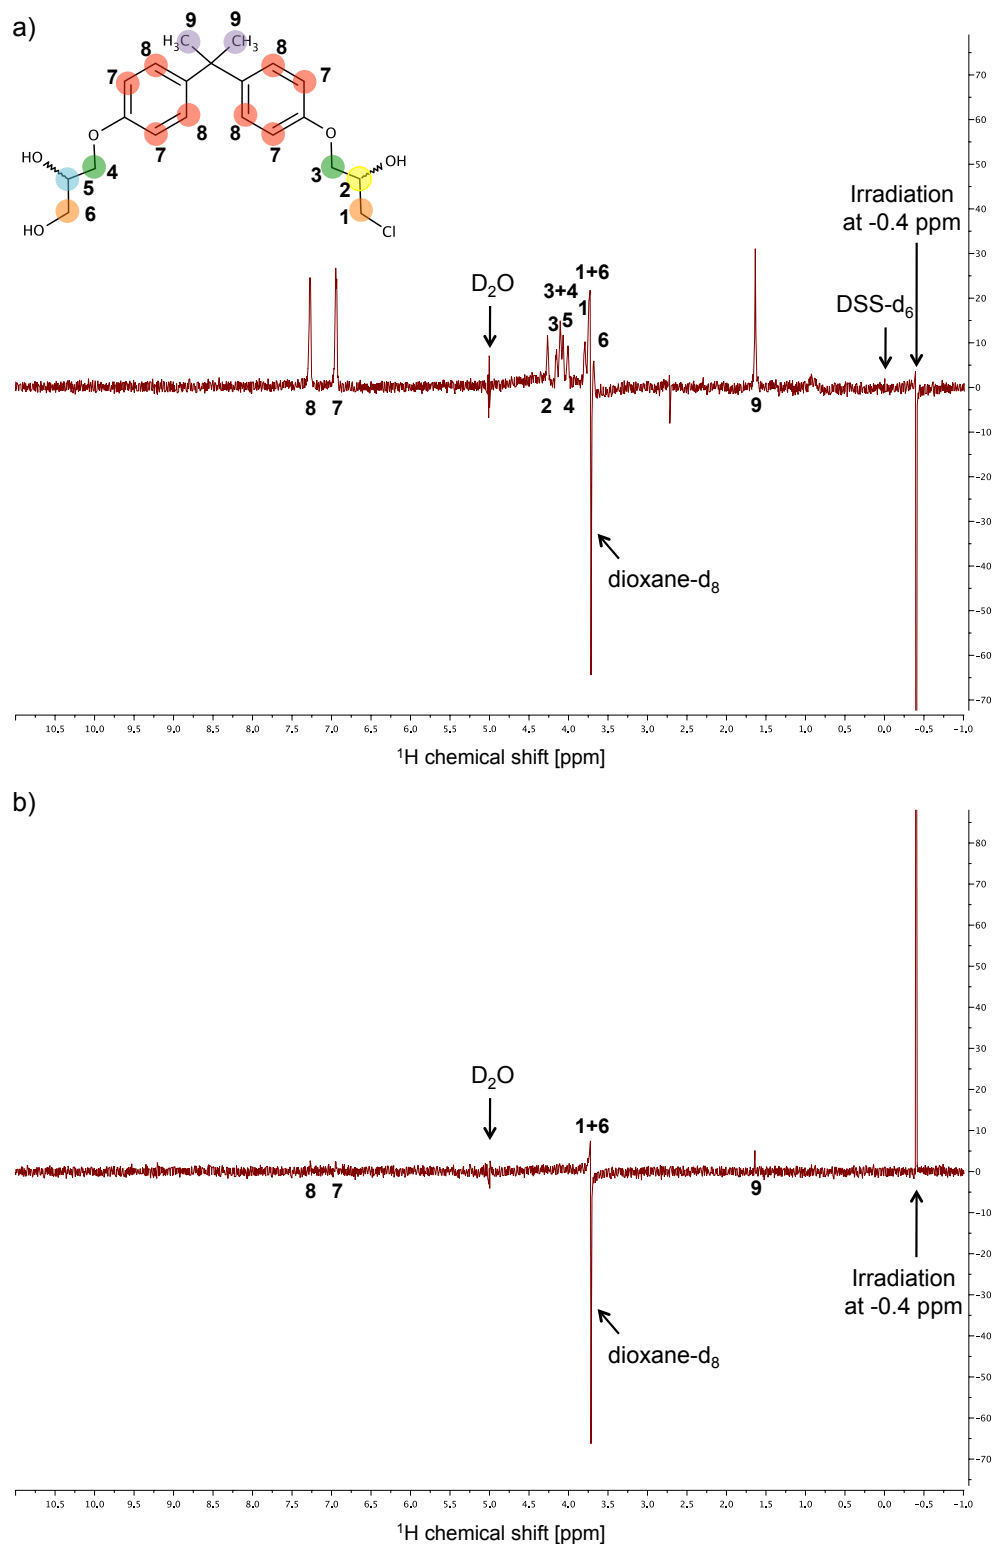 a)
9 9
H₃C CH₃
8 8
7 7
8 8
7 7
O O
HO OH
5 4 3 2
6 1
HO Cl
Irradiation
at -0.4 ppm
D₂O
1+6
3+4
DSS-d₆
3 5 1 6
8 7 2 4 9
dioxane-d₈
70
60
50
40
30
20
10
0
-10
-20
-30
-40
-50
-60
-70
10.5 10.0 9.5 9.0 8.5 8.0 7.5 7.0 6.5 6.0 5.5 5.0 4.5 4.0 3.5 3.0 2.5 2.0 1.5 1.0 0.5 0.0 -0.5 -1.0
¹H chemical shift [ppm]
b)
D₂O
1+6
8 7 9
Irradiation
at -0.4 ppm
dioxane-d₈
80
70
60
50
40
30
20
10
0
-10
-20
-30
-40
-50
-60
-70
10.5 10.0 9.5 9.0 8.5 8.0 7.5 7.0 6.5 6.0 5.5 5.0 4.5 4.0 3.5 3.0 2.5 2.0 1.5 1.0 0.5 0.0 -0.5 -1.0
¹H chemical shift [ppm]